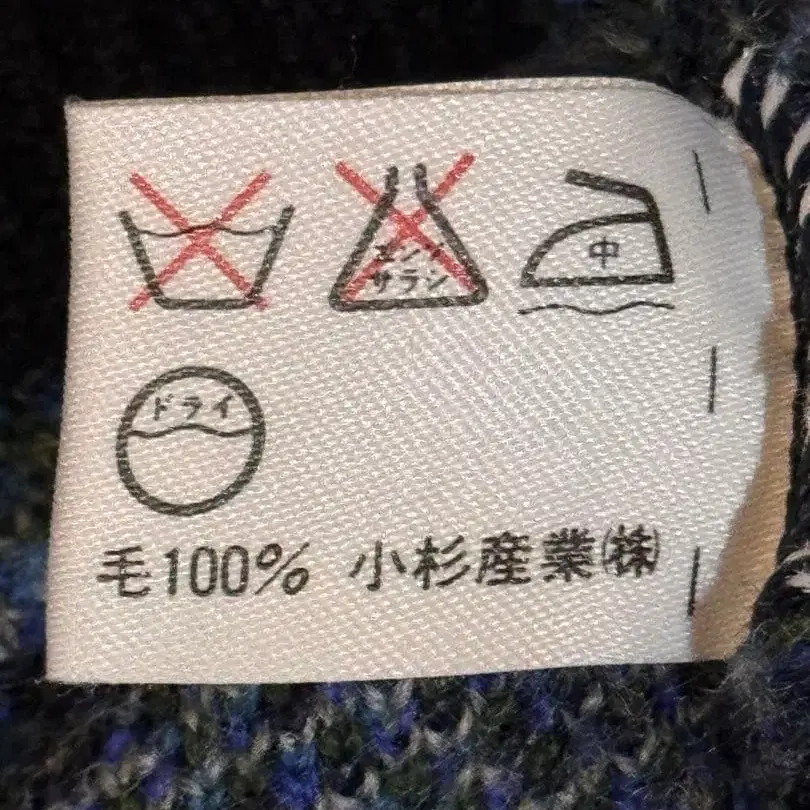 エンソ
サラシ
中
ドライ
毛100% 小杉産業㈱